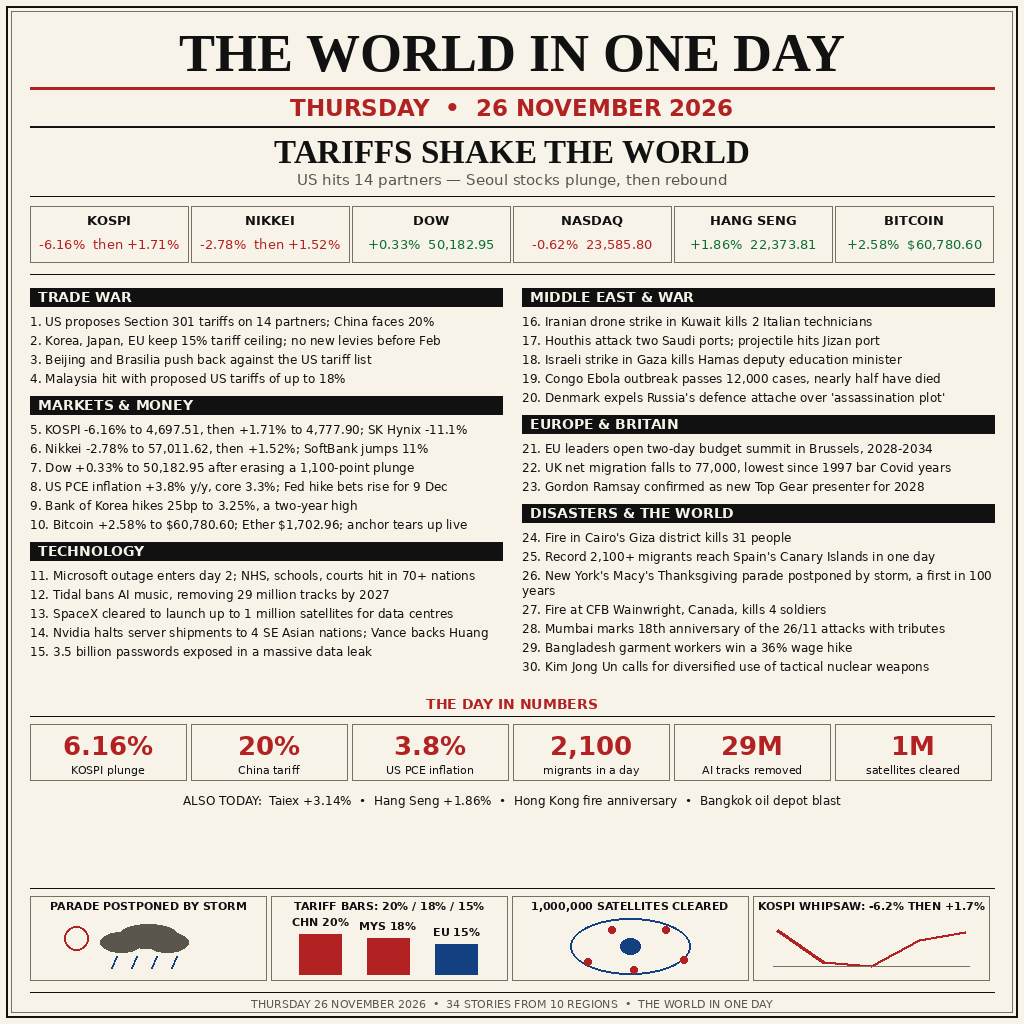 THE WORLD IN ONE DAY
THURSDAY • 26 NOVEMBER 2026
TARIFFS SHAKE THE WORLD
US hits 14 partners — Seoul stocks plunge, then rebound
KOSPI
-6.16% then +1.71%
NIKKEI
-2.78% then +1.52%
DOW
+0.33% 50,182.95
NASDAQ
-0.62% 23,585.80
HANG SENG
+1.86% 22,373.81
BITCOIN
+2.58% $60,780.60
TRADE WAR
1. US proposes Section 301 tariffs on 14 partners; China faces 20%
2. Korea, Japan, EU keep 15% tariff ceiling; no new levies before Feb
3. Beijing and Brasilia push back against the US tariff list
4. Malaysia hit with proposed US tariffs of up to 18%
MARKETS & MONEY
5. KOSPI -6.16% to 4,697.51, then +1.71% to 4,777.90; SK Hynix -11.1%
6. Nikkei -2.78% to 57,011.62, then +1.52%; SoftBank jumps 11%
7. Dow +0.33% to 50,182.95 after erasing a 1,100-point plunge
8. US PCE inflation +3.8% y/y, core 3.3%; Fed hike bets rise for 9 Dec
9. Bank of Korea hikes 25bp to 3.25%, a two-year high
10. Bitcoin +2.58% to $60,780.60; Ether $1,702.96; anchor tears up live
TECHNOLOGY
11. Microsoft outage enters day 2; NHS, schools, courts hit in 70+ nations
12. Tidal bans AI music, removing 29 million tracks by 2027
13. SpaceX cleared to launch up to 1 million satellites for data centres
14. Nvidia halts server shipments to 4 SE Asian nations; Vance backs Huang
15. 3.5 billion passwords exposed in a massive data leak
MIDDLE EAST & WAR
16. Iranian drone strike in Kuwait kills 2 Italian technicians
17. Houthis attack two Saudi ports; projectile hits Jizan port
18. Israeli strike in Gaza kills Hamas deputy education minister
19. Congo Ebola outbreak passes 12,000 cases, nearly half have died
20. Denmark expels Russia's defence attache over 'assassination plot'
EUROPE & BRITAIN
21. EU leaders open two-day budget summit in Brussels, 2028-2034
22. UK net migration falls to 77,000, lowest since 1997 bar Covid years
23. Gordon Ramsay confirmed as new Top Gear presenter for 2028
DISASTERS & THE WORLD
24. Fire in Cairo's Giza district kills 31 people
25. Record 2,100+ migrants reach Spain's Canary Islands in one day
26. New York's Macy's Thanksgiving parade postponed by storm, a first in 100
years
27. Fire at CFB Wainwright, Canada, kills 4 soldiers
28. Mumbai marks 18th anniversary of the 26/11 attacks with tributes
29. Bangladesh garment workers win a 36% wage hike
30. Kim Jong Un calls for diversified use of tactical nuclear weapons
THE DAY IN NUMBERS
6.16%
KOSPI plunge
20%
China tariff
3.8%
US PCE inflation
2,100
migrants in a day
29M
AI tracks removed
1M
satellites cleared
ALSO TODAY: Taiex +3.14% • Hang Seng +1.86% • Hong Kong fire anniversary • Bangkok oil depot blast
PARADE POSTPONED BY STORM
TARIFF BARS: 20% / 18% / 15%
CHN 20%
MYS 18%
EU 15%
1,000,000 SATELLITES CLEARED
KOSPI WHIPSAW: -6.2% THEN +1.7%
THURSDAY 26 NOVEMBER 2026 • 34 STORIES FROM 10 REGIONS • THE WORLD IN ONE DAY